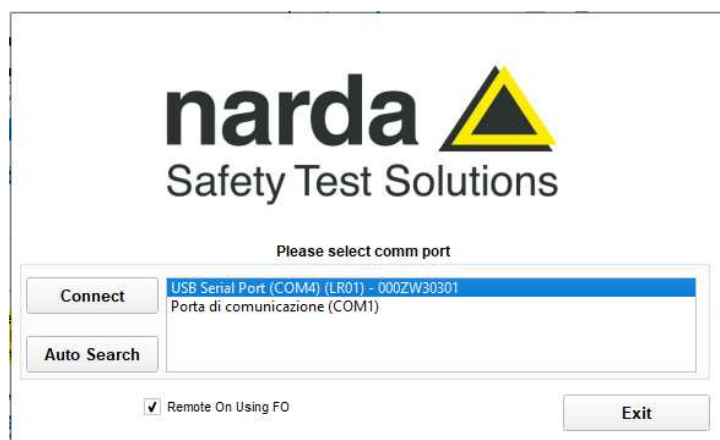 narda
Safety Test Solutions
Please select comm port
Connect
USB Serial Port (COM4) (LR01) - 000ZW30301
Porta di comunicazione (COM1)
Auto Search
Remote On Using FO
Exit